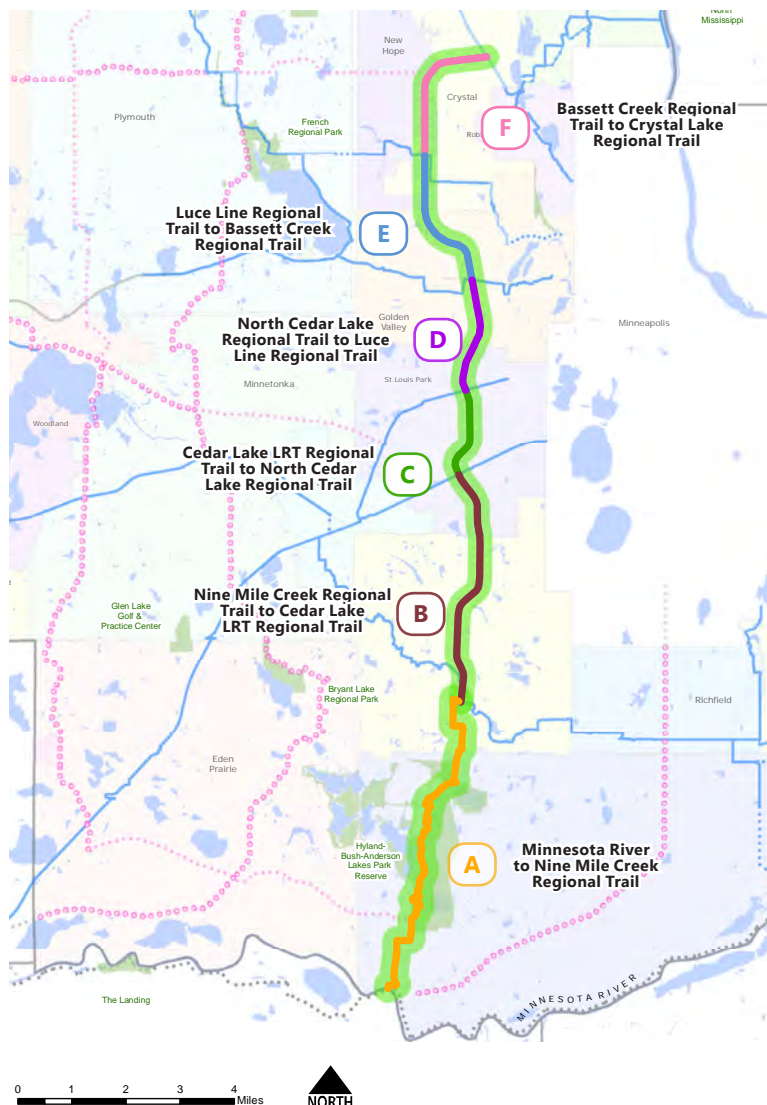 North
Mississippi
New
Hope
Crystal
Bassett Creek Regional
Trail to Crystal Lake
Regional Trail
F
Plymouth
French
Regional Park
Luce Line Regional
Trail to Bassett Creek
Regional Trail
E
North Cedar Lake
Regional Trail to Luce
Line Regional Trail
Golden
Valley
D
Minneapolis
Minnetonka
St. Louis Park
Woodland
Cedar Lake LRT Regional
Trail to North Cedar
Lake Regional Trail
C
Nine Mile Creek Regional
Trail to Cedar Lake
LRT Regional Trail
B
Glen Lake
Golf &
Practice Center
Bryant Lake
Regional Park
Richfield
Eden
Prairie
Hyland-
Bush-Anderson
Lakes Park
Reserve
A
Minnesota River
to Nine Mile Creek
Regional Trail
The Landing
MINNESOTA RIVER
0 1 2 3 4
Miles
NORTH